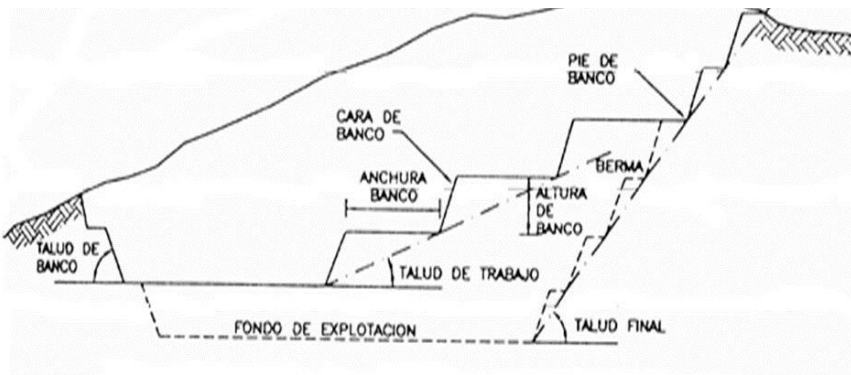 PIE DE
BANCO
CARA DE
BANCO
ANCHURA
BANCO
BERMA
ALTURA
DE
BANCO
TALUD DE
BANCO
TALUD DE TRABAJO
FONDO DE EXPLOTACION
TALUD FINAL